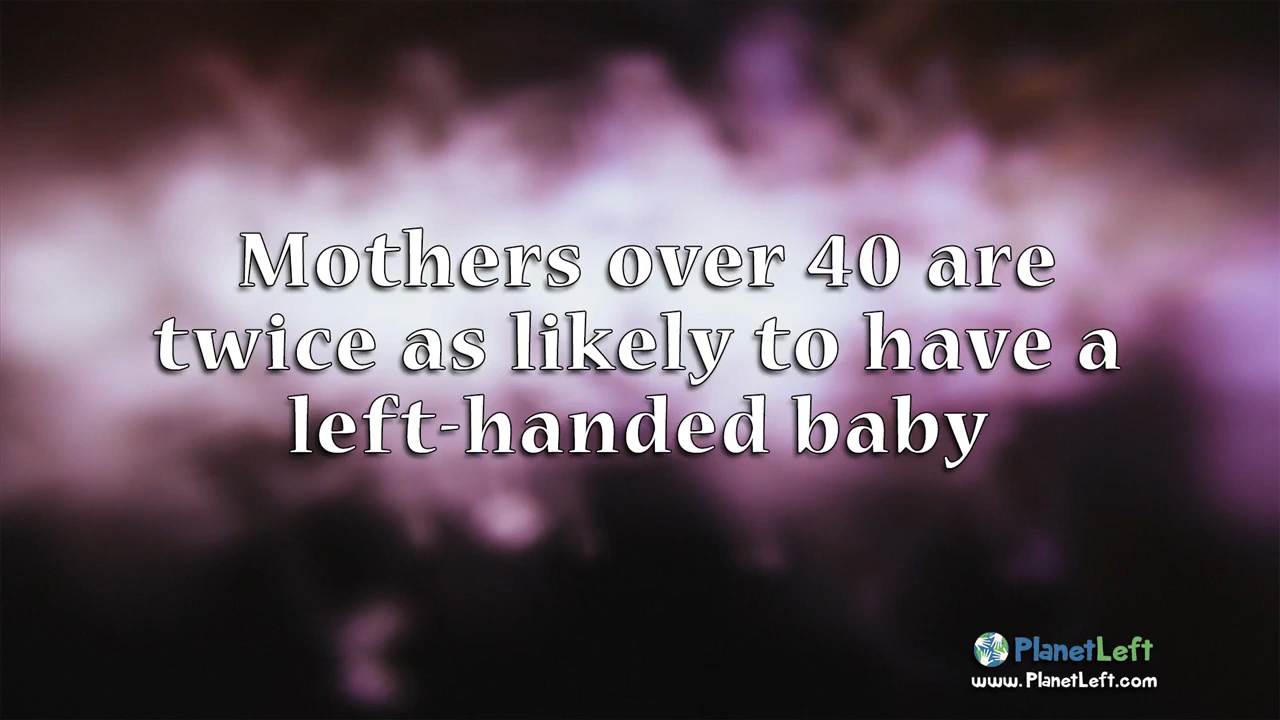 Mothers over 40 are
twice as likely to have a
left-handed baby
PlanetLeft
www.PlanetLeft.com